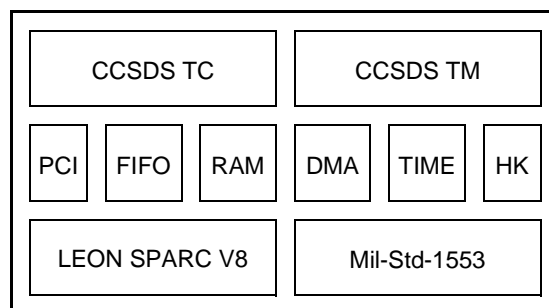 CCSDS TC CCSDS TM
PCI FIFO RAM DMA TIME HK
LEON SPARC V8 Mil-Std-1553